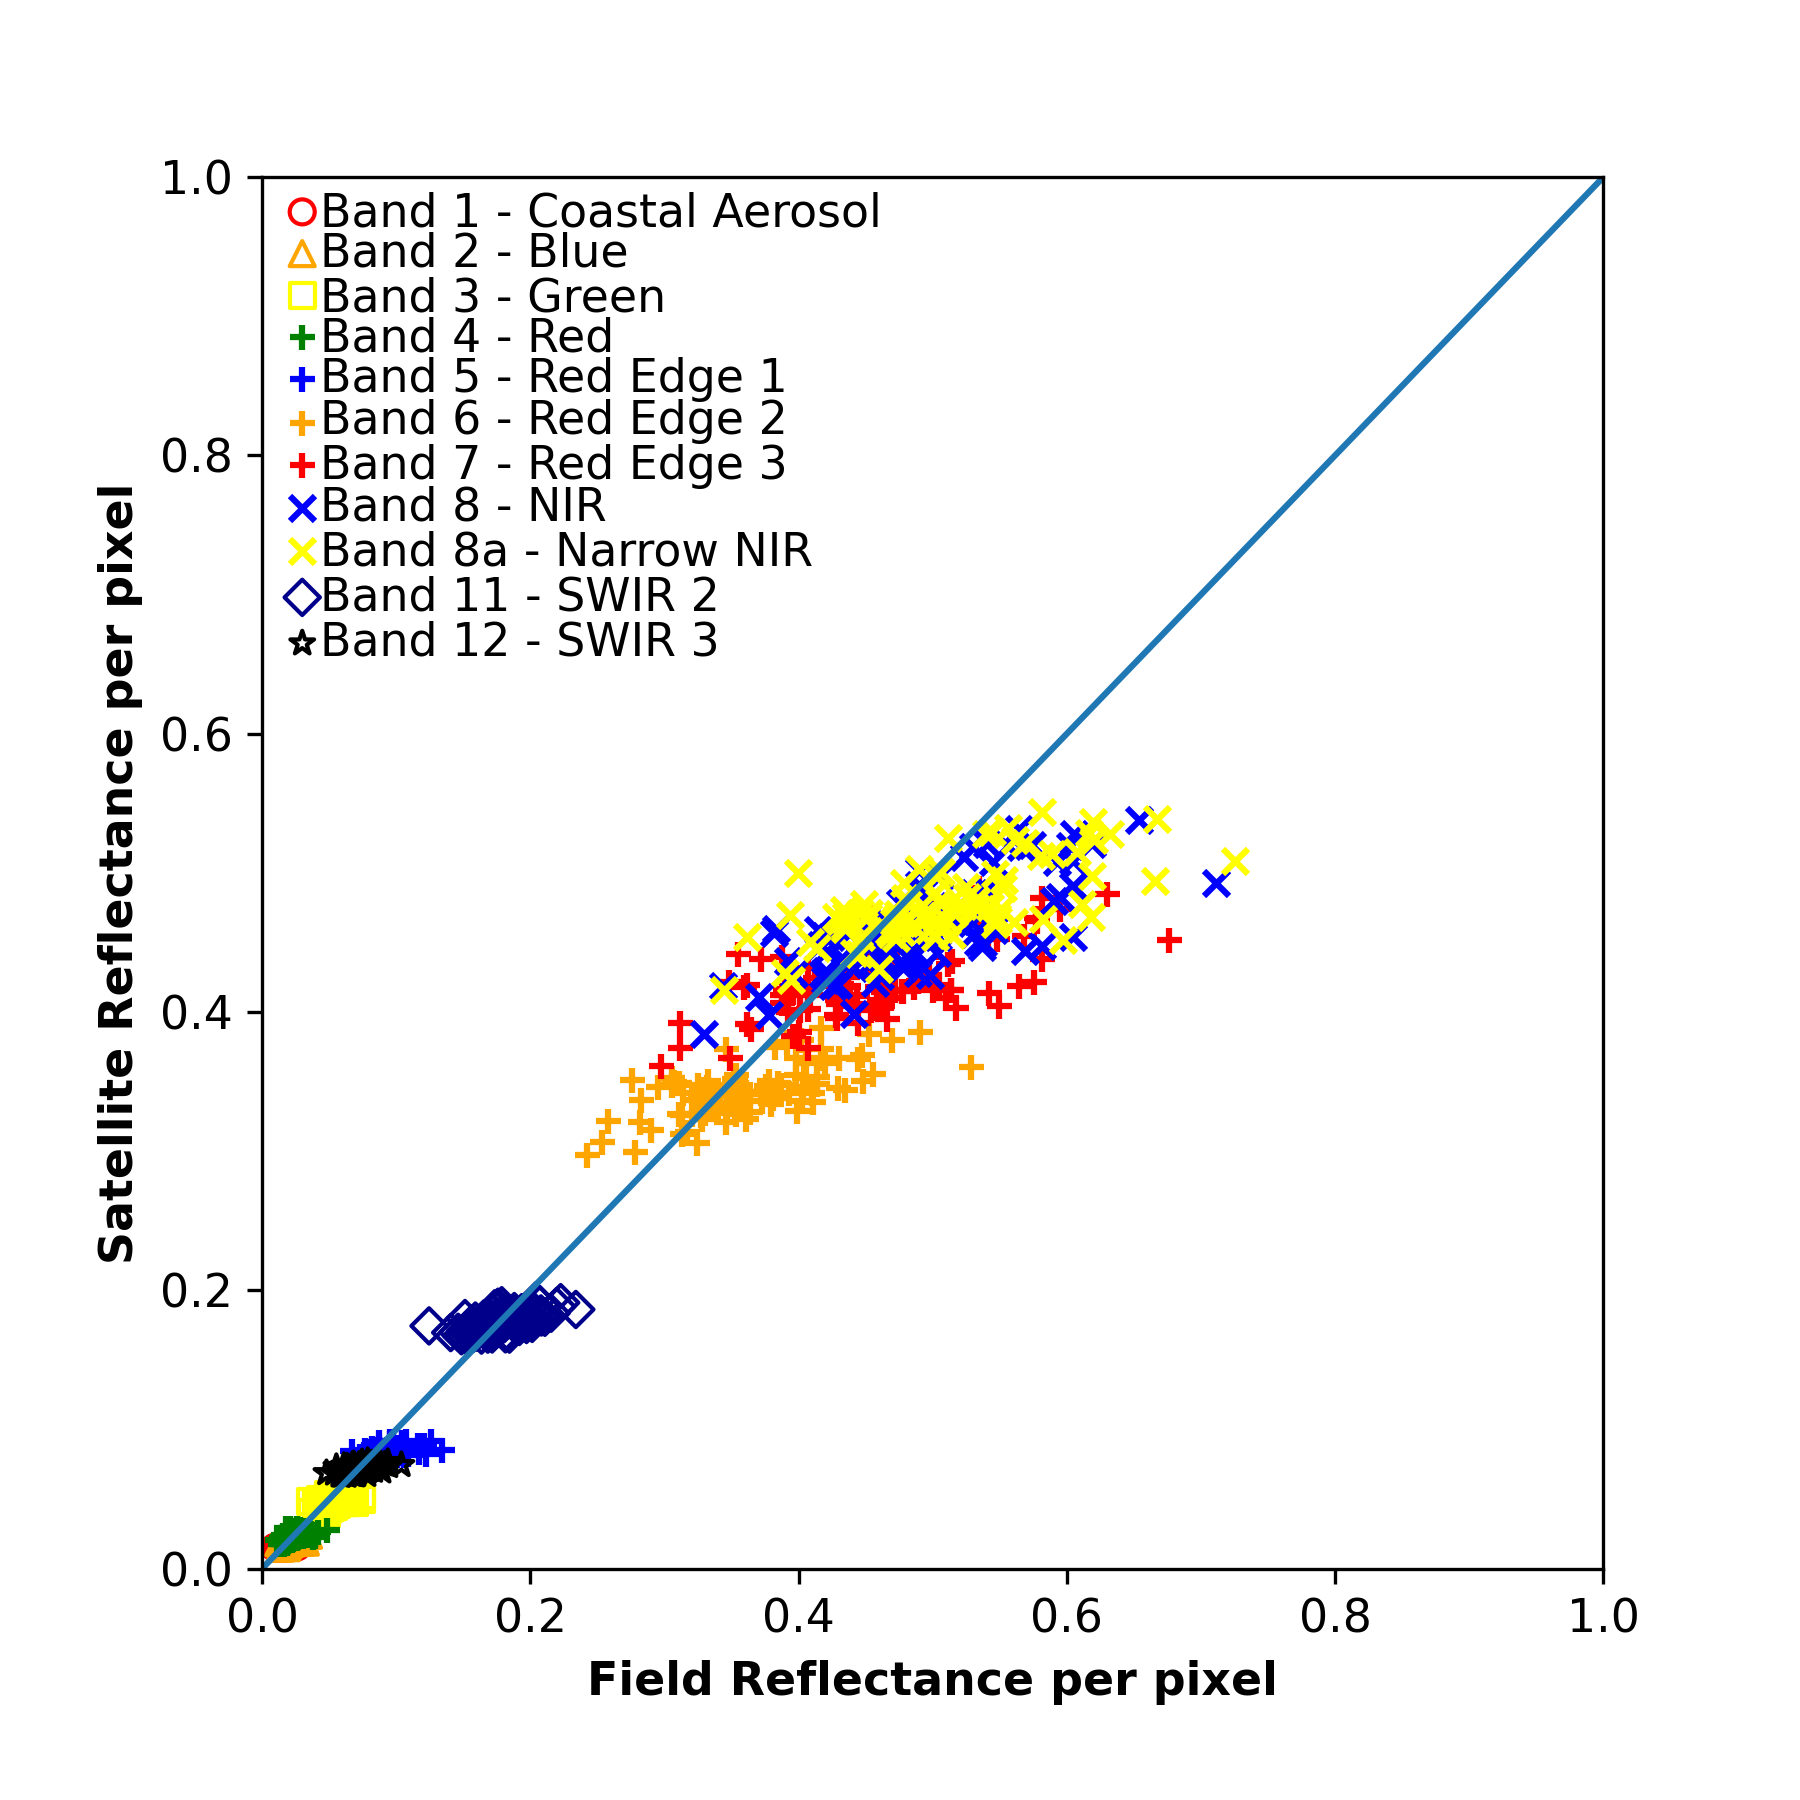 1.0
0.8
0.6
0.4
0.2
0.0
Satellite Reflectance per pixel
Band 1 - Coastal Aerosol
Band 2 - Blue
Band 3 - Green
Band 4 - Red
Band 5 - Red Edge 1
Band 6 - Red Edge 2
Band 7 - Red Edge 3
Band 8 - NIR
Band 8a - Narrow NIR
Band 11 - SWIR 2
Band 12 - SWIR 3
0.0 0.2 0.4 0.6 0.8 1.0
Field Reflectance per pixel